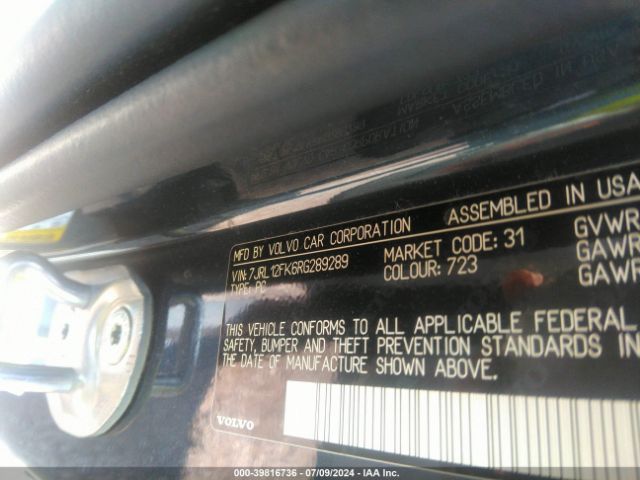 ASSEMBLED IN USA
MFD BY VOLVO CAR CORPORATION
VIN:7JRL12FK6RG289289
MARKET CODE: 31
GVWR
TYPE: PC
COLOUR: 723
GAWR
GAWR
THIS VEHICLE CONFORMS TO ALL APPLICABLE FEDERAL
SAFETY, BUMPER AND THEFT PREVENTION STANDARDS IN
THE DATE OF MANUFACTURE SHOWN ABOVE.
VOLVO
000-39816736 - 07/09/2024 - IAA Inc.